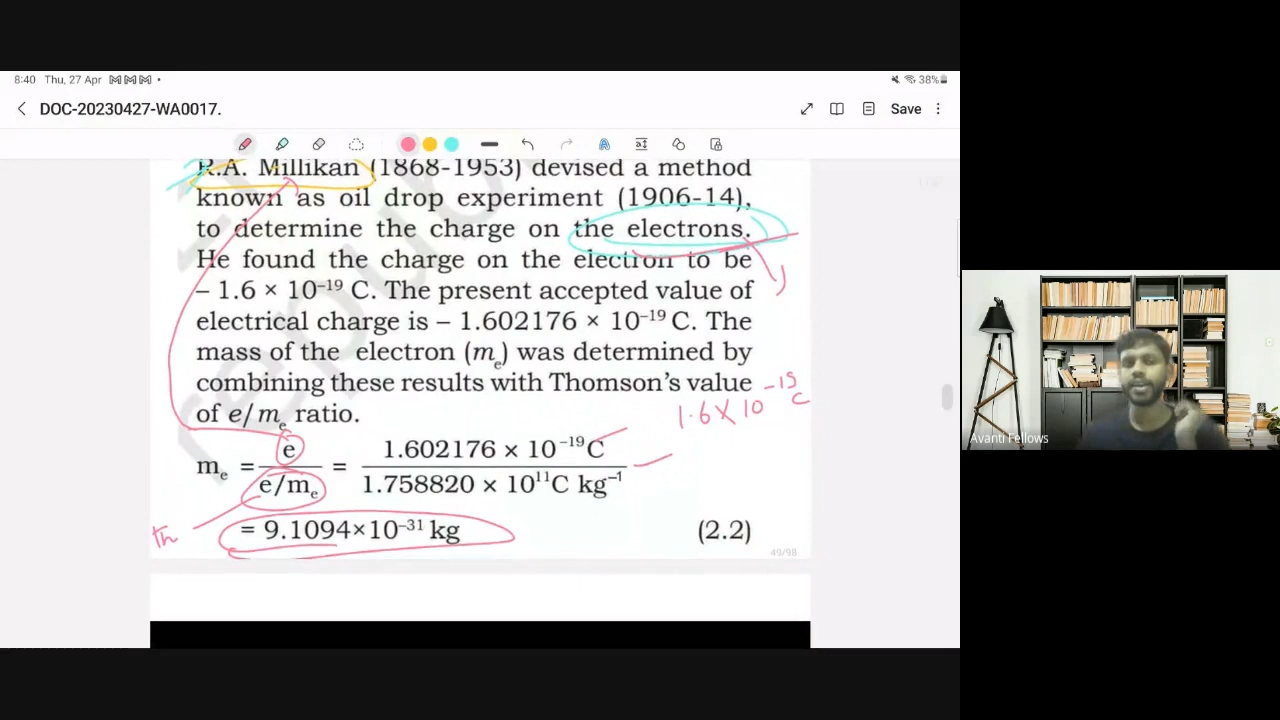 8:40 Thu, 27 Apr
38%
DOC-20230427-WA0017.
Save
R.A. Millikan (1868-1953) devised a method
known as oil drop experiment (1906-14),
to determine the charge on the electrons.
He found the charge on the electron to be
– 1.6 × 10⁻¹⁹ C. The present accepted value of
electrical charge is – 1.602176 × 10⁻¹⁹ C. The
mass of the electron (mₑ) was determined by
combining these results with Thomson's value
of e/mₑ ratio.
1.6 X 10⁻¹⁹ C
mₑ = e / e/mₑ = 1.602176 × 10⁻¹⁹C / 1.758820 × 10¹¹C kg⁻¹
Th
= 9.1094×10⁻³¹ kg (2.2)
49/98
Avanti Fellows